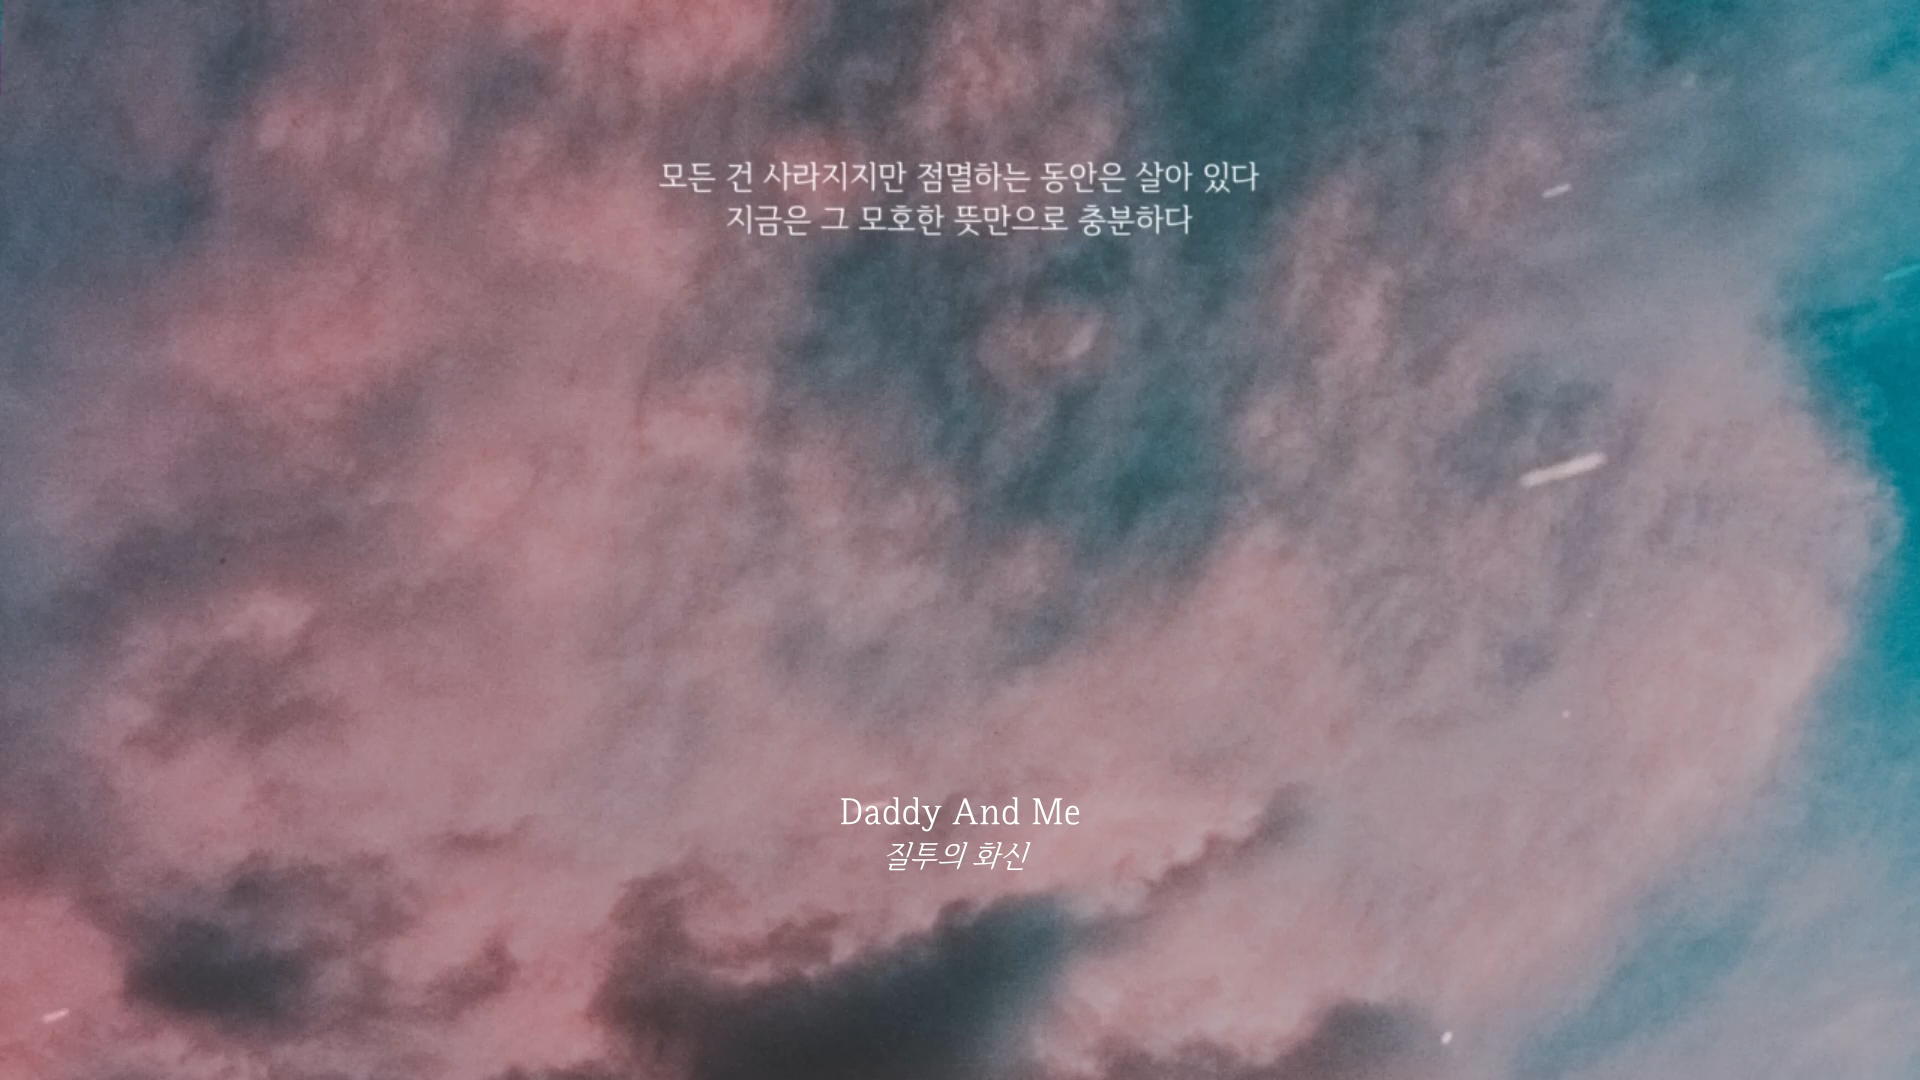 모든 건 사라지지만 점멸하는 동안은 살아 있다
지금은 그 모호한 뜻만으로 충분하다
Daddy And Me
질투의 화신